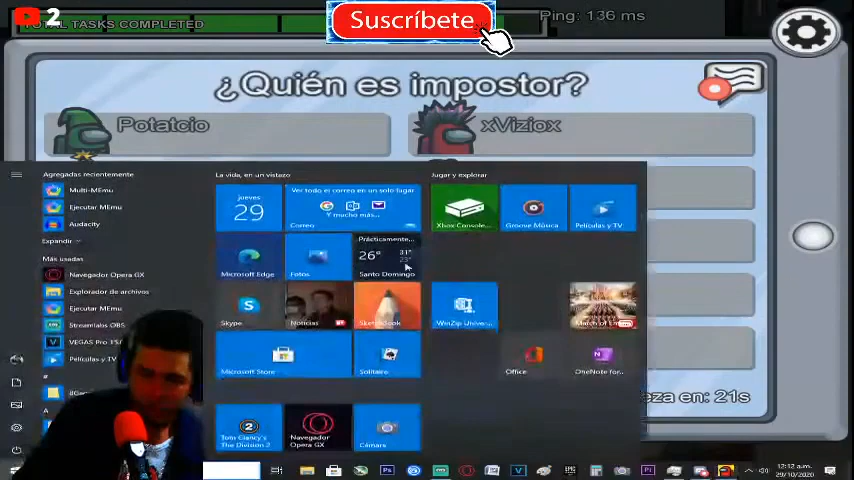 2
TOTAL TASKS COMPLETED
Suscríbete
Ping: 136 ms
¿Quién es impostor?
Potatcio
xViziox
Agregadas recientemente
Multi-MEmu
Ejecutar MEmu
Audacity
Expandir
Más usadas
Navegador Opera GX
Explorador de archivos
Ejecutar MEmu
Streamlabs OBS
VEGAS Pro 15.0
Películas y TV
#
A
La vida, en un vistazo
jueves
29
Ver todo el correo en un solo lugar
Y mucho más...
Correo
Microsoft Edge
Fotos
Prácticamente...
26°
31°
23°
Santo Domingo
Skype
Noticias
SketchBook
Microsoft Store
Solitaire
Tom Clancy's
The Division 2
Navegador
Opera GX
Cámara
Jugar y explorar
Xbox Console...
Groove Música
Películas y TV
WinZip Unive...
March of Em...
Office
OneNote for...
eza en: 21s
12:12 a.m.
29/10/2020